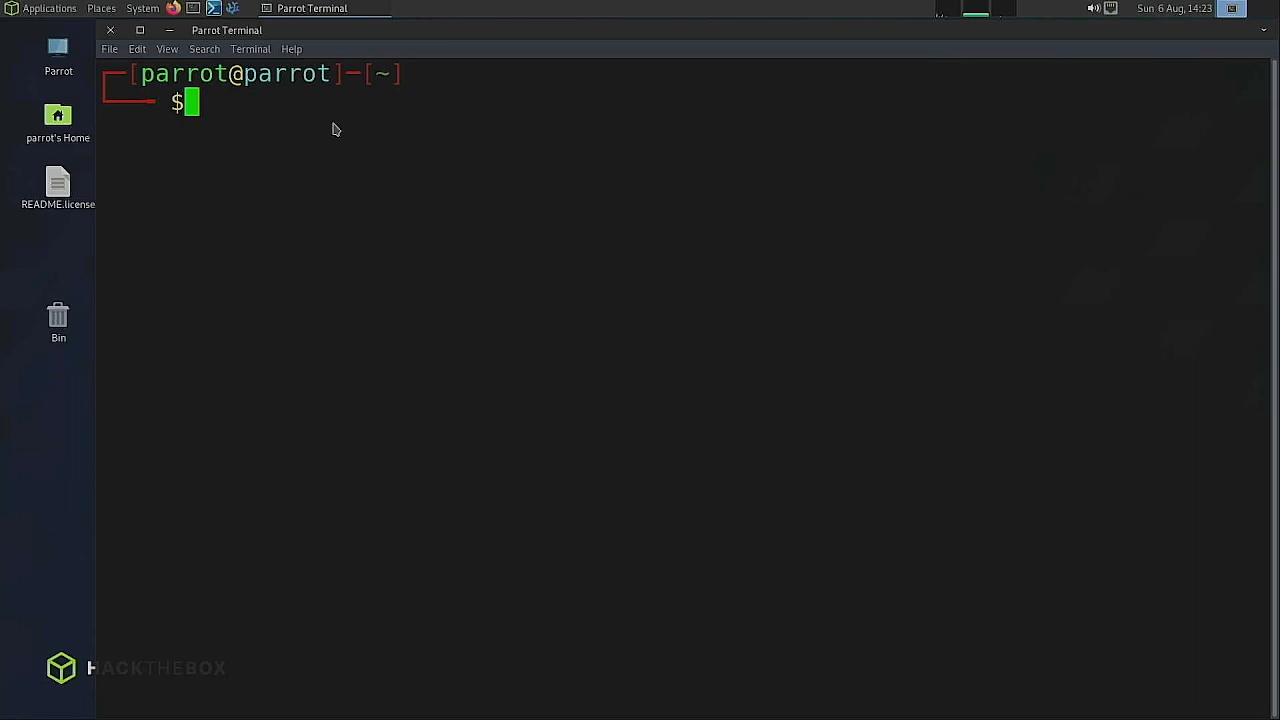 Applications Places System Parrot Terminal Sun 6 Aug, 14:23
Parrot Terminal
File Edit View Search Terminal Help
[parrot@parrot]─[~]
$
Parrot
parrot's Home
README.license
Bin
HACKTHEBOX